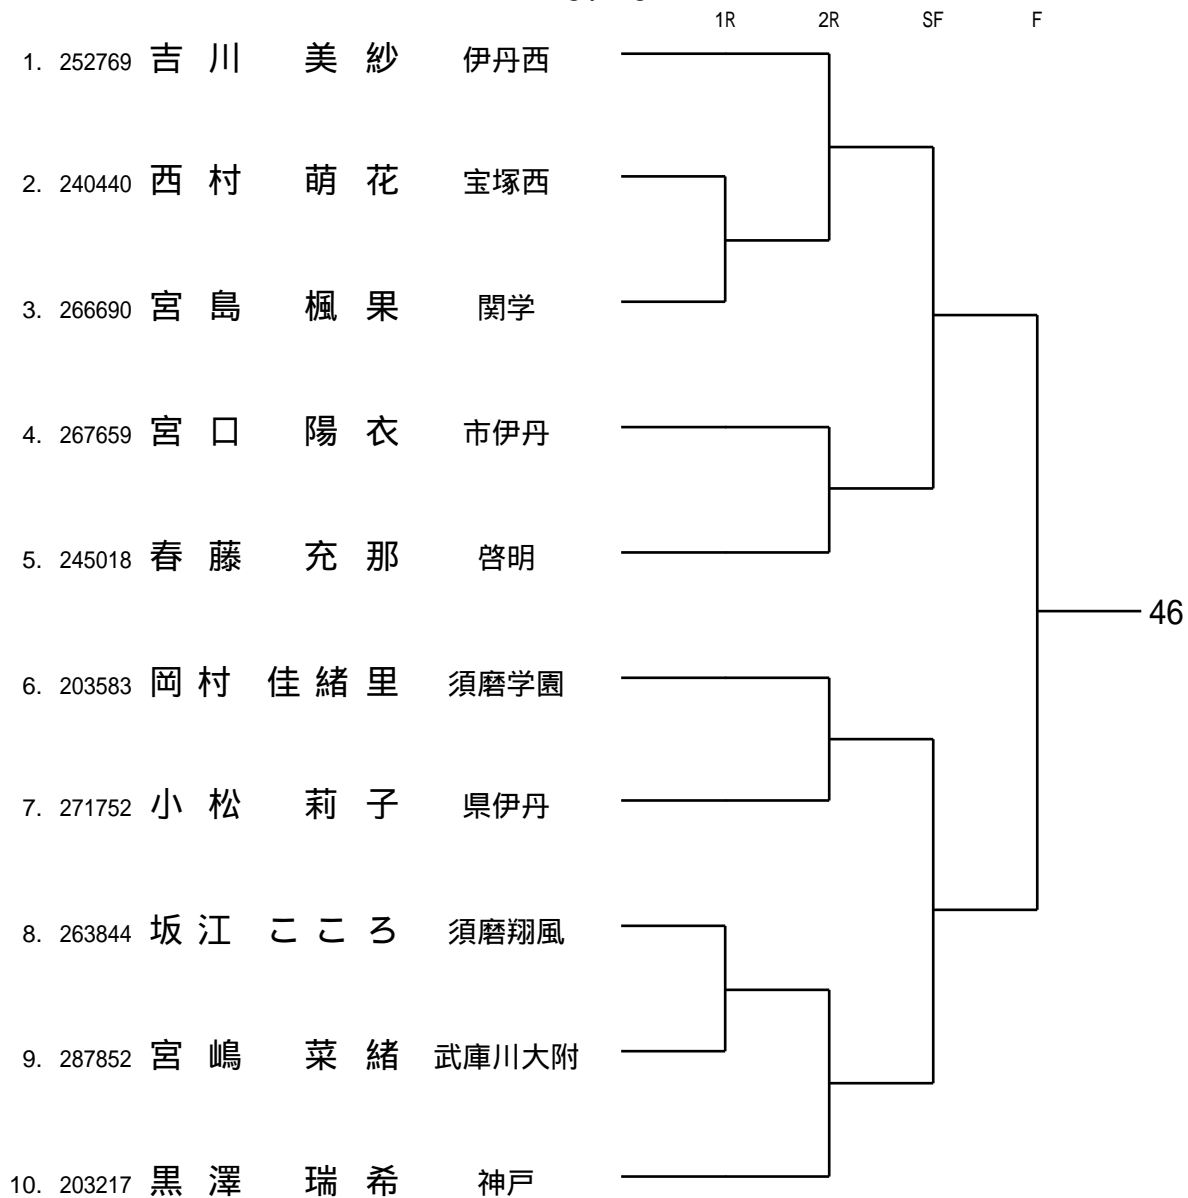 1R 2R SF F
1. 252769 吉川 美紗 伊丹西
2. 240440 西村 萌花 宝塚西
3. 266690 宮島 楓果 関学
4. 267659 宮口 陽衣 市伊丹
5. 245018 春藤 充那 啓明
46
6. 203583 岡村 佳緒里 須磨学園
7. 271752 小松 莉子 県伊丹
8. 263844 坂江 こころ 須磨翔風
9. 287852 宮嶋 菜緒 武庫川大附
10. 203217 黒澤 瑞希 神戸